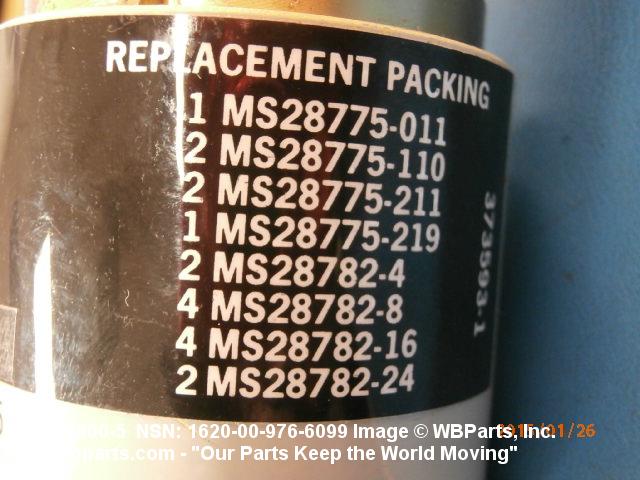 REPLACEMENT PACKING
1 MS28775-011
2 MS28775-110
2 MS28775-211
1 MS28775-219
2 MS28782-4
4 MS28782-8
4 MS28782-16
2 MS28782-24
373593-1
NSN: 1620-00-976-6099 Image © WBParts, Inc.
- "Our Parts Keep the World Moving"